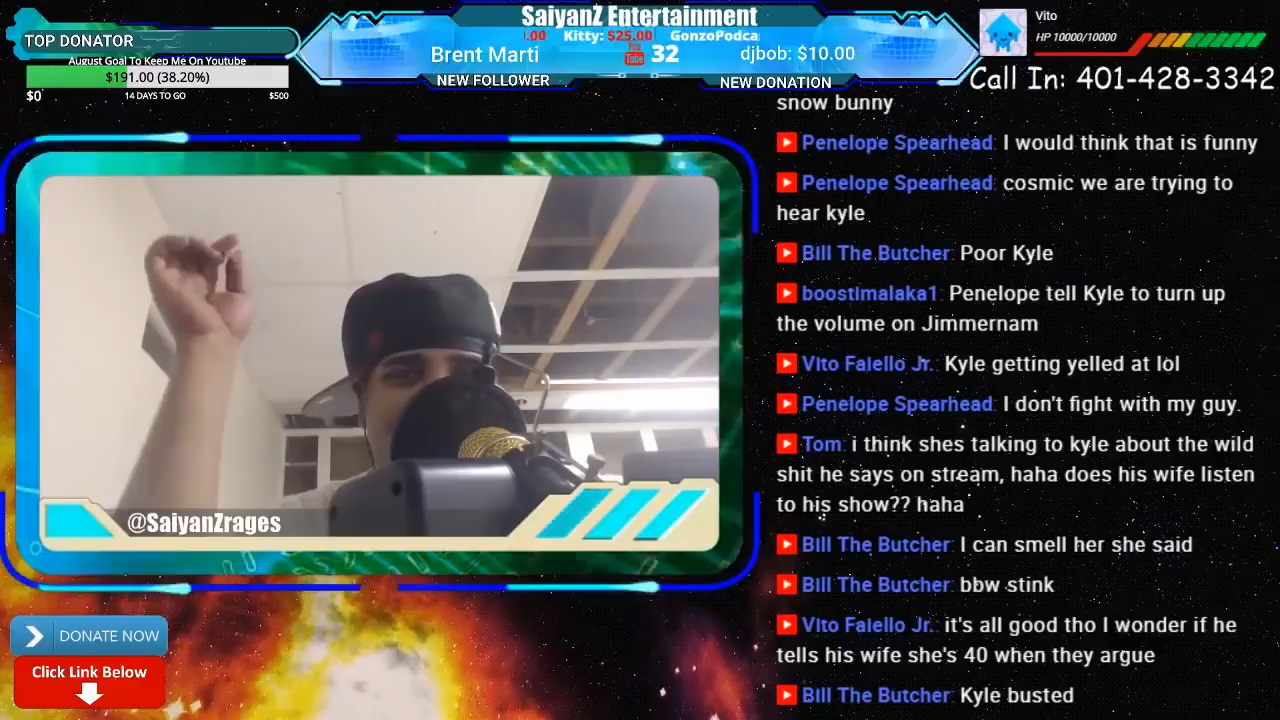 TOP DONATOR
August Goal To Keep Me On Youtube
$191.00 (38.20%)
$0
14 DAYS TO GO
$500
SaiyanZ Entertainment
.00 Kitty: $25.00 GonzoPodca
Brent Marti
You Tube
32
djbob: $10.00
NEW FOLLOWER
NEW DONATION
Vito
HP 10000/10000
Call In: 401-428-3342
snow bunny
Penelope Spearhead: I would think that is funny
Penelope Spearhead: cosmic we are trying to
hear kyle
Bill The Butcher: Poor Kyle
boostimalaka1: Penelope tell Kyle to turn up
the volume on Jimmernam
Vito Faiello Jr.: Kyle getting yelled at lol
Penelope Spearhead: I don't fight with my guy.
Tom: i think shes talking to kyle about the wild
shit he says on stream, haha does his wife listen
to his show?? haha
Bill The Butcher: I can smell her she said
Bill The Butcher: bbw stink
Vito Faiello Jr.: it's all good tho I wonder if he
tells his wife she's 40 when they argue
Bill The Butcher: Kyle busted
@SaiyanZrages
DONATE NOW
Click Link Below